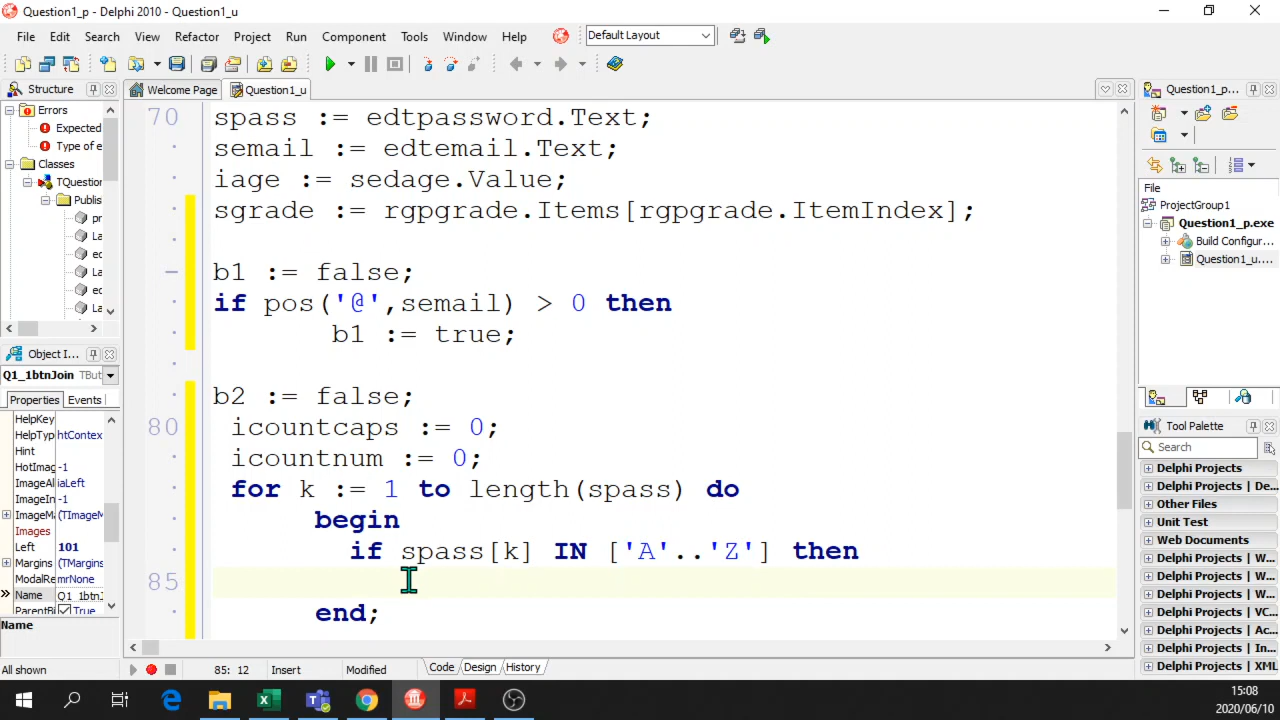 Question1_p - Delphi 2010 - Question1_u
File Edit Search View Refactor Project Run Component Tools Window Help
Default Layout
Structure
Welcome Page
Question1_u
Question1_p...
Errors
Expected
Type of e
Classes
TQuestion
Publis
pr
La
ed
La
ed
La
70 spass := edtpassword.Text;
semail := edtemail.Text;
iage := sedage.Value;
sgrade := rgpgrade.Items[rgpgrade.ItemIndex];
b1 := false;
if pos('@',semail) > 0 then
b1 := true;
b2 := false;
80 icountcaps := 0;
icountnum := 0;
for k := 1 to length(spass) do
begin
if spass[k] IN ['A'..'Z'] then
85
end;
Object I...
Q1_1btnJoin TBut
Properties Events
HelpKey
HelpTyp htContex
Hint
HotImag -1
ImageAl iaLeft
ImageIn -1
ImageMa (TImageM
Images
Left 101
Margins (TMargins
ModalRe mrNone
Name Q1_1btnJ
ParentBi True
Name
All shown
File
ProjectGroup1
Question1_p.exe
Build Configur...
Question1_u....
Tool Palette
Search
Delphi Projects
Delphi Projects | De...
Other Files
Unit Test
Web Documents
Delphi Projects | W...
Delphi Projects | W...
Delphi Projects | W...
Delphi Projects | VC...
Delphi Projects | Ac...
Delphi Projects | In...
Delphi Projects | XML
85: 12 Insert Modified Code Design History
15:08
2020/06/10